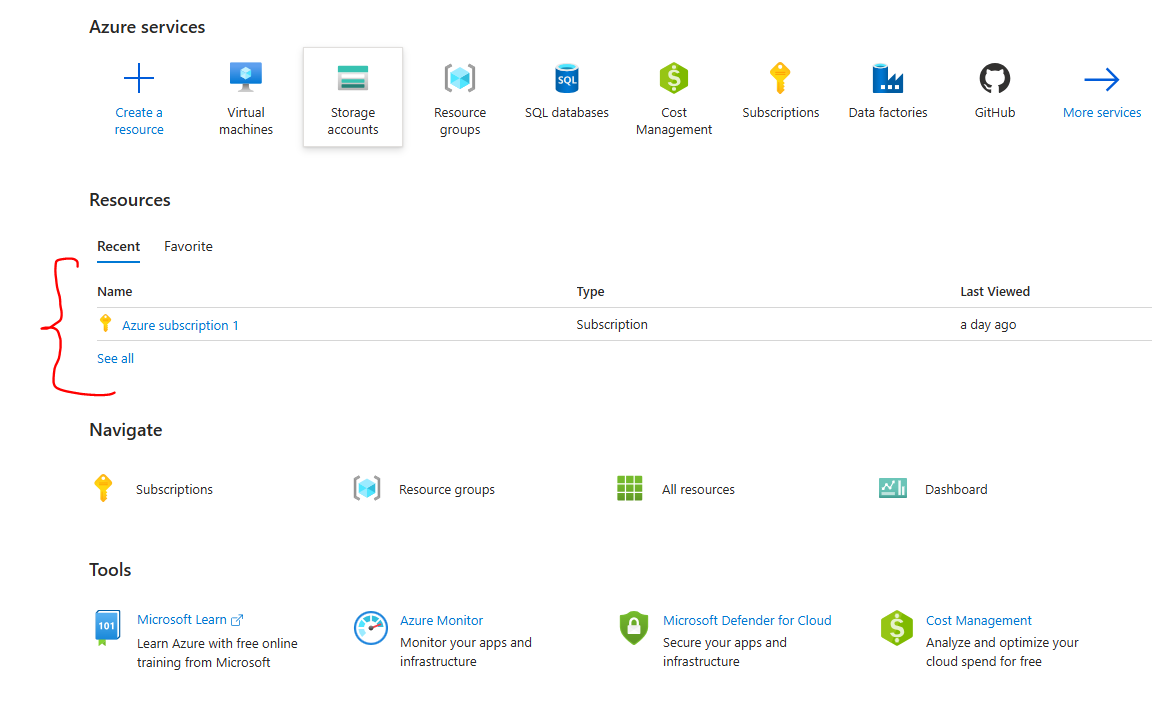 Azure services
Create a resource
Virtual machines
Storage accounts
Resource groups
SQL
SQL databases
Cost Management
Subscriptions
Data factories
GitHub
More services
Resources
Recent Favorite
Name Type Last Viewed
Azure subscription 1 Subscription a day ago
See all
Navigate
Subscriptions Resource groups All resources Dashboard
Tools
101
Microsoft Learn
Learn Azure with free online
training from Microsoft
Azure Monitor
Monitor your apps and
infrastructure
Microsoft Defender for Cloud
Secure your apps and
infrastructure
$
Cost Management
Analyze and optimize your
cloud spend for free